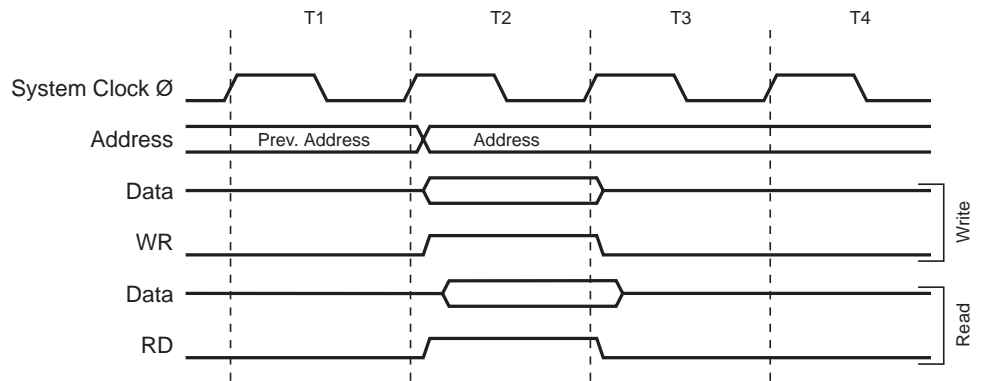 T1 T2 T3 T4
System Clock Ø
Address Prev. Address Address
Data
WR
Write
Data
RD
Read